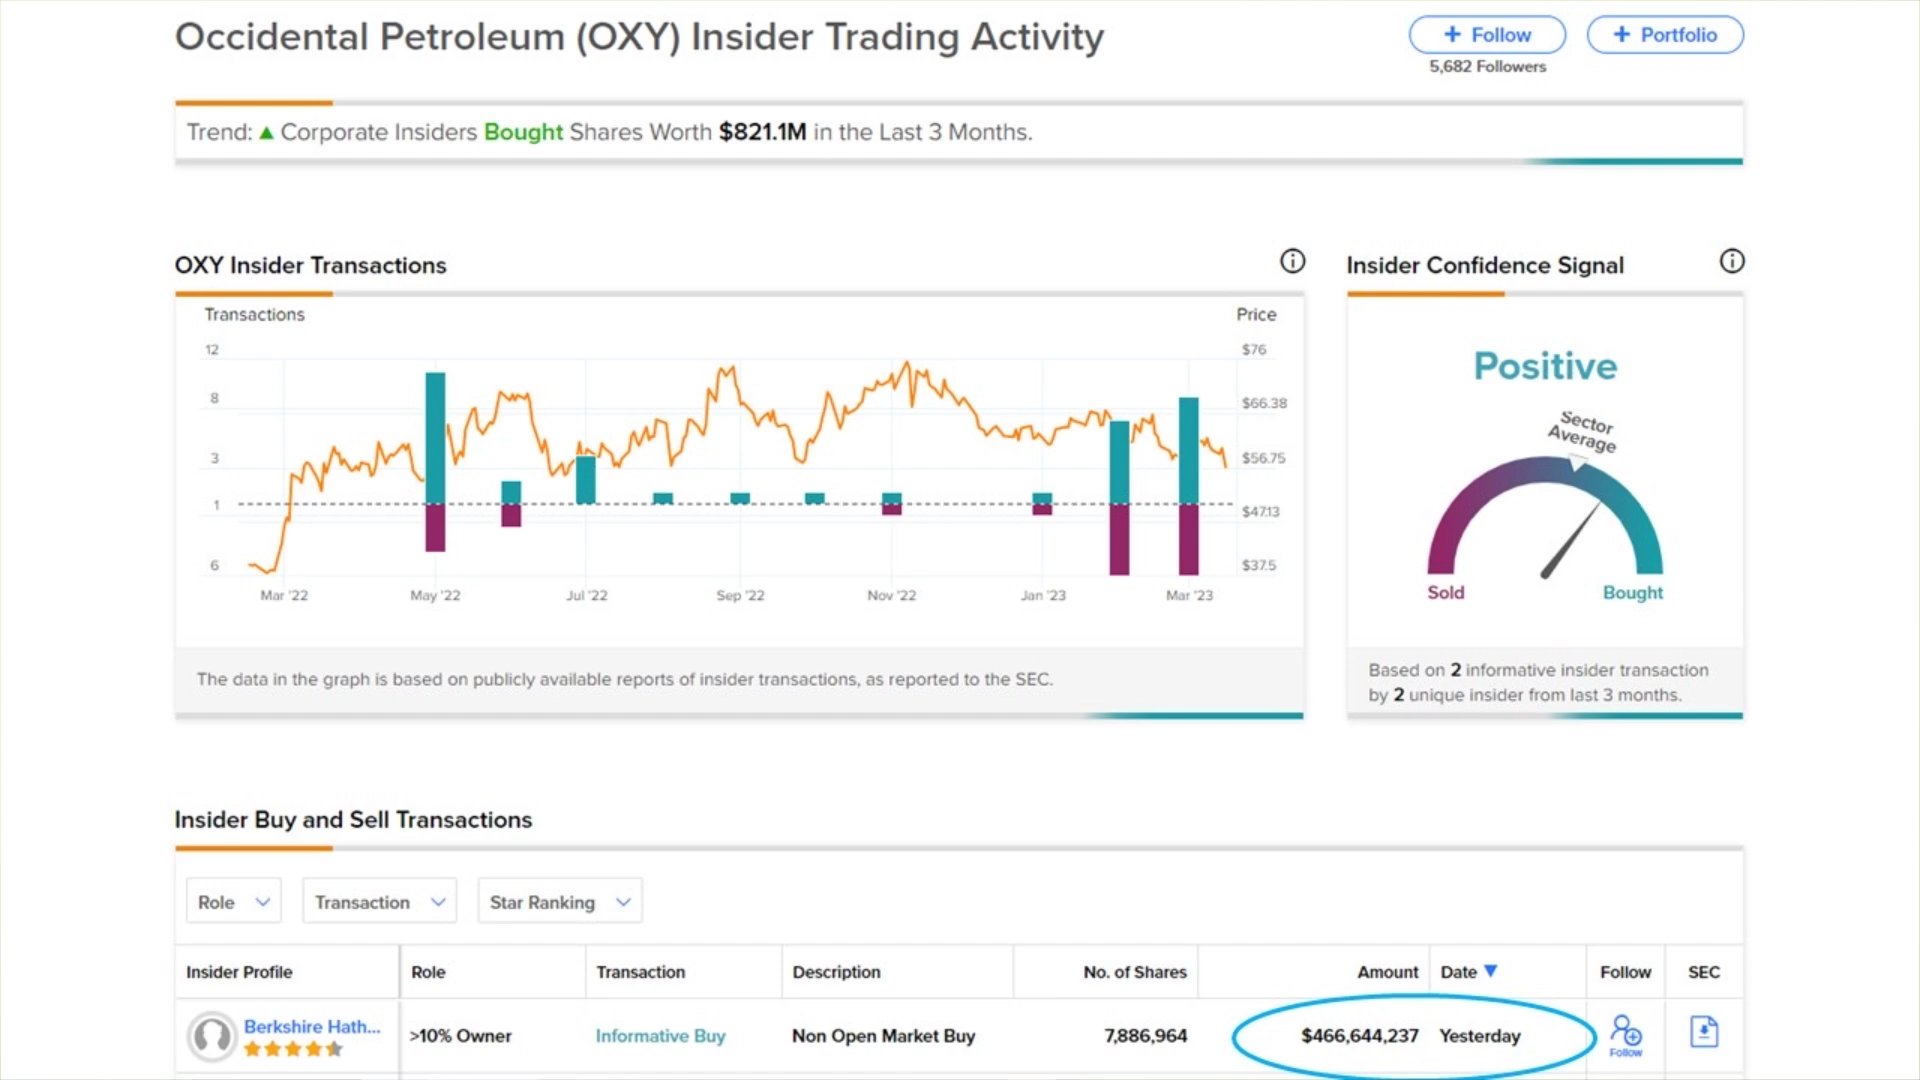 Occidental Petroleum (OXY) Insider Trading Activity
+ Follow
+ Portfolio
5,682 Followers
Trend: ▲ Corporate Insiders Bought Shares Worth $821.1M in the Last 3 Months.
OXY Insider Transactions
Transactions
Price
12
8
3
1
6
$76
$66.38
$56.75
$47.13
$37.5
Mar '22
May '22
Jul '22
Sep '22
Nov '22
Jan '23
Mar '23
The data in the graph is based on publicly available reports of insider transactions, as reported to the SEC.
Insider Confidence Signal
Positive
Sector
Average
Sold
Bought
Based on 2 informative insider transaction
by 2 unique insider from last 3 months.
Insider Buy and Sell Transactions
Role
Transaction
Star Ranking
Insider Profile Role Transaction Description No. of Shares Amount Date ▼ Follow SEC
Berkshire Hath... >10% Owner Informative Buy Non Open Market Buy 7,886,964 $466,644,237 Yesterday
Follow